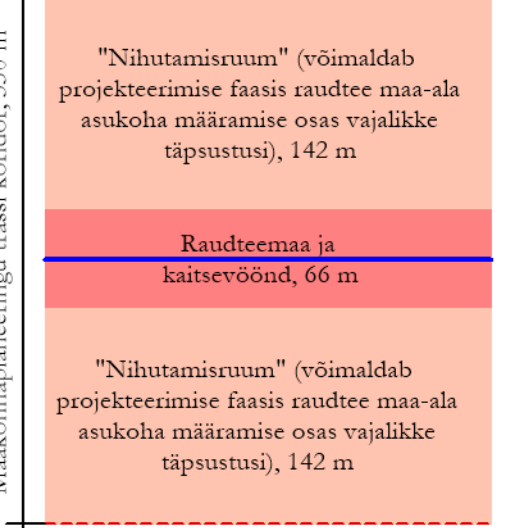 "Nihutamisruum" (võimaldab
projekteerimise faasis raudtee maa-ala
asukoha määramise osas vajalikke
täpsustusi), 142 m
Raudteemaa ja
kaitsevöönd, 66 m
"Nihutamisruum" (võimaldab
projekteerimise faasis raudtee maa-ala
asukoha määramise osas vajalikke
täpsustusi), 142 m